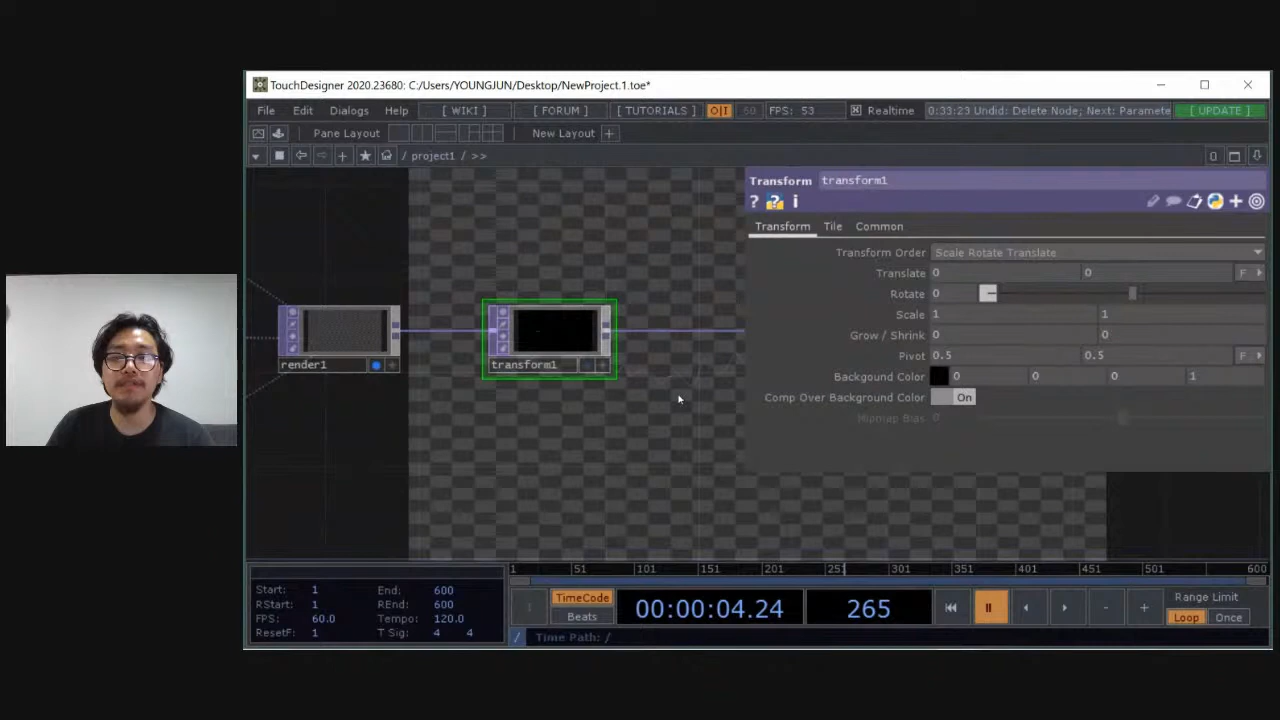 TouchDesigner 2020.23680: C:/Users/YOUNGJUN/Desktop/NewProject.1.toe*
File Edit Dialogs Help [ WIKI ] [ FORUM ] [ TUTORIALS ] O|I 60 FPS: 53 Realtime 0:33:23 Undid: Delete Node; Next: Paramete [ UPDATE ]
Pane Layout New Layout +
/ project1 / >> 0
Transform transform1
? ? i
Transform Tile Common
Transform Order Scale Rotate Translate
Translate 0 0 F
Rotate 0
Scale 1 1
Grow / Shrink 0 0
Pivot 0.5 0.5 F
Background Color 0 0 0 1
Comp Over Background Color On
Mipmap Bias 0
render1
transform1
1 51 101 151 201 251 301 351 401 451 501 600
Start: 1 End: 600
RStart: 1 REnd: 600
FPS: 60.0 Tempo: 120.0
ResetF: 1 T Sig: 4 4
TimeCode
Beats
00:00:04.24
265
- +
Range Limit
Loop Once
/ Time Path: /